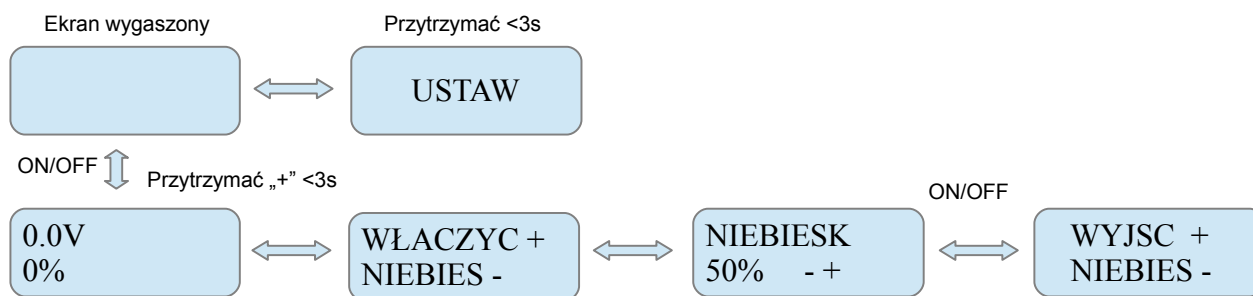 Ekran wygaszony
Przytrzymać <3s
USTAW
ON/OFF
Przytrzymać „+” <3s
ON/OFF
0.0V
0%
WŁACZYC +
NIEBIES -
NIEBIESK
50% - +
WYJSC +
NIEBIES -